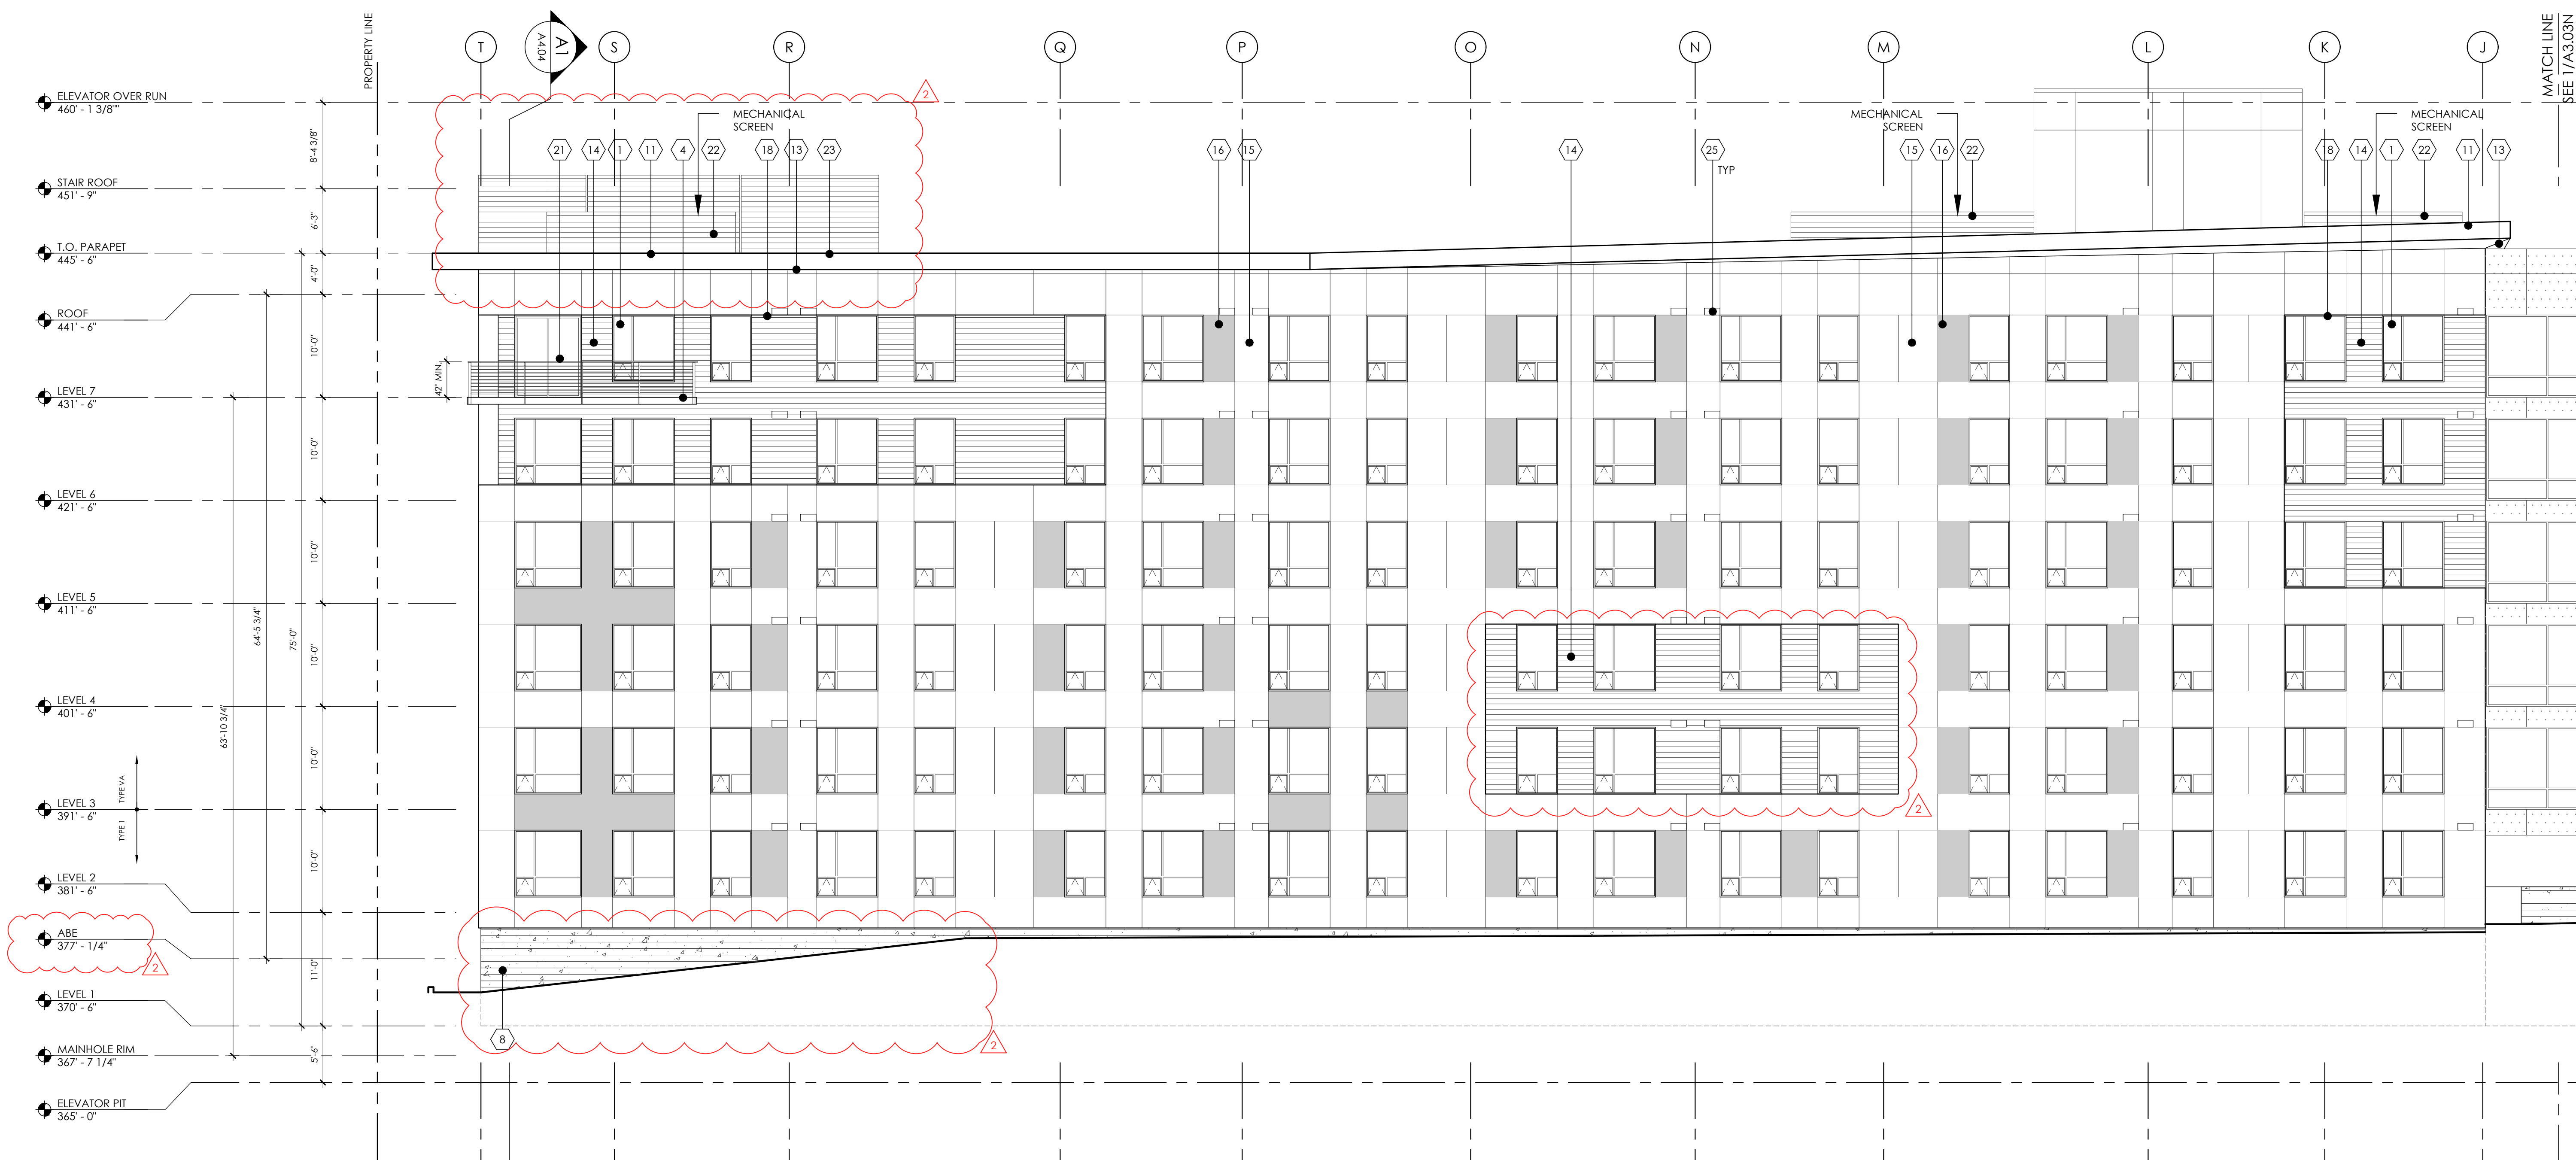 PROPERTY LINE
T
A1
A4.04
S
R
Q
P
O
N
M
L
K
J
MATCH LINE
SEE 1/A3.03N
2
ELEVATOR OVER RUN
460' - 1 3/8""
MECHANICAL
SCREEN
MECHANICAL
SCREEN
MECHANICAL
SCREEN
8'-4 3/8"
21
14
1
11
4
22
18
13
23
16
15
14
25
TYP
15
16
22
18
14
1
22
11
13
STAIR ROOF
451' - 9"
6'-3"
T.O. PARAPET
445' - 6"
4'-0"
ROOF
441' - 6"
10'-0"
42" MIN.
LEVEL 7
431' - 6"
10'-0"
LEVEL 6
421' - 6"
10'-0"
LEVEL 5
411' - 6"
64'-5 3/4"
75'-0"
10'-0"
LEVEL 4
401' - 6"
63'-10 3/4"
10'-0"
TYPE VA
LEVEL 3
391' - 6"
TYPE 1
2
10'-0"
LEVEL 2
381' - 6"
ABE
377' - 1/4"
2
11'-0"
LEVEL 1
370' - 6"
8
2
MAINHOLE RIM
367' - 7 1/4"
5'-6"
ELEVATOR PIT
365' - 0"